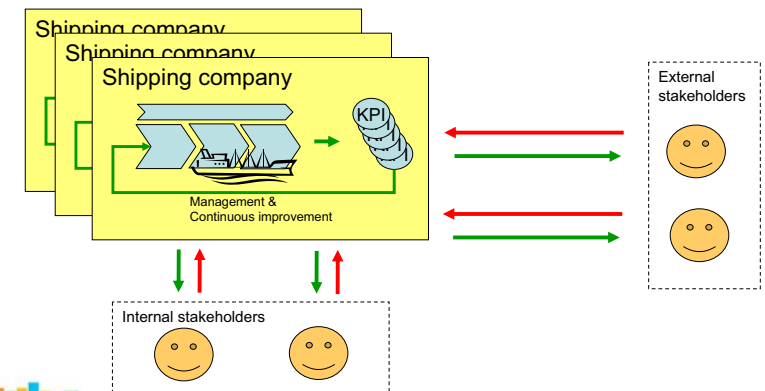 Shipping company
Shipping company
Shipping company
KPI
Management &
Continuous improvement
External
stakeholders
Internal stakeholders